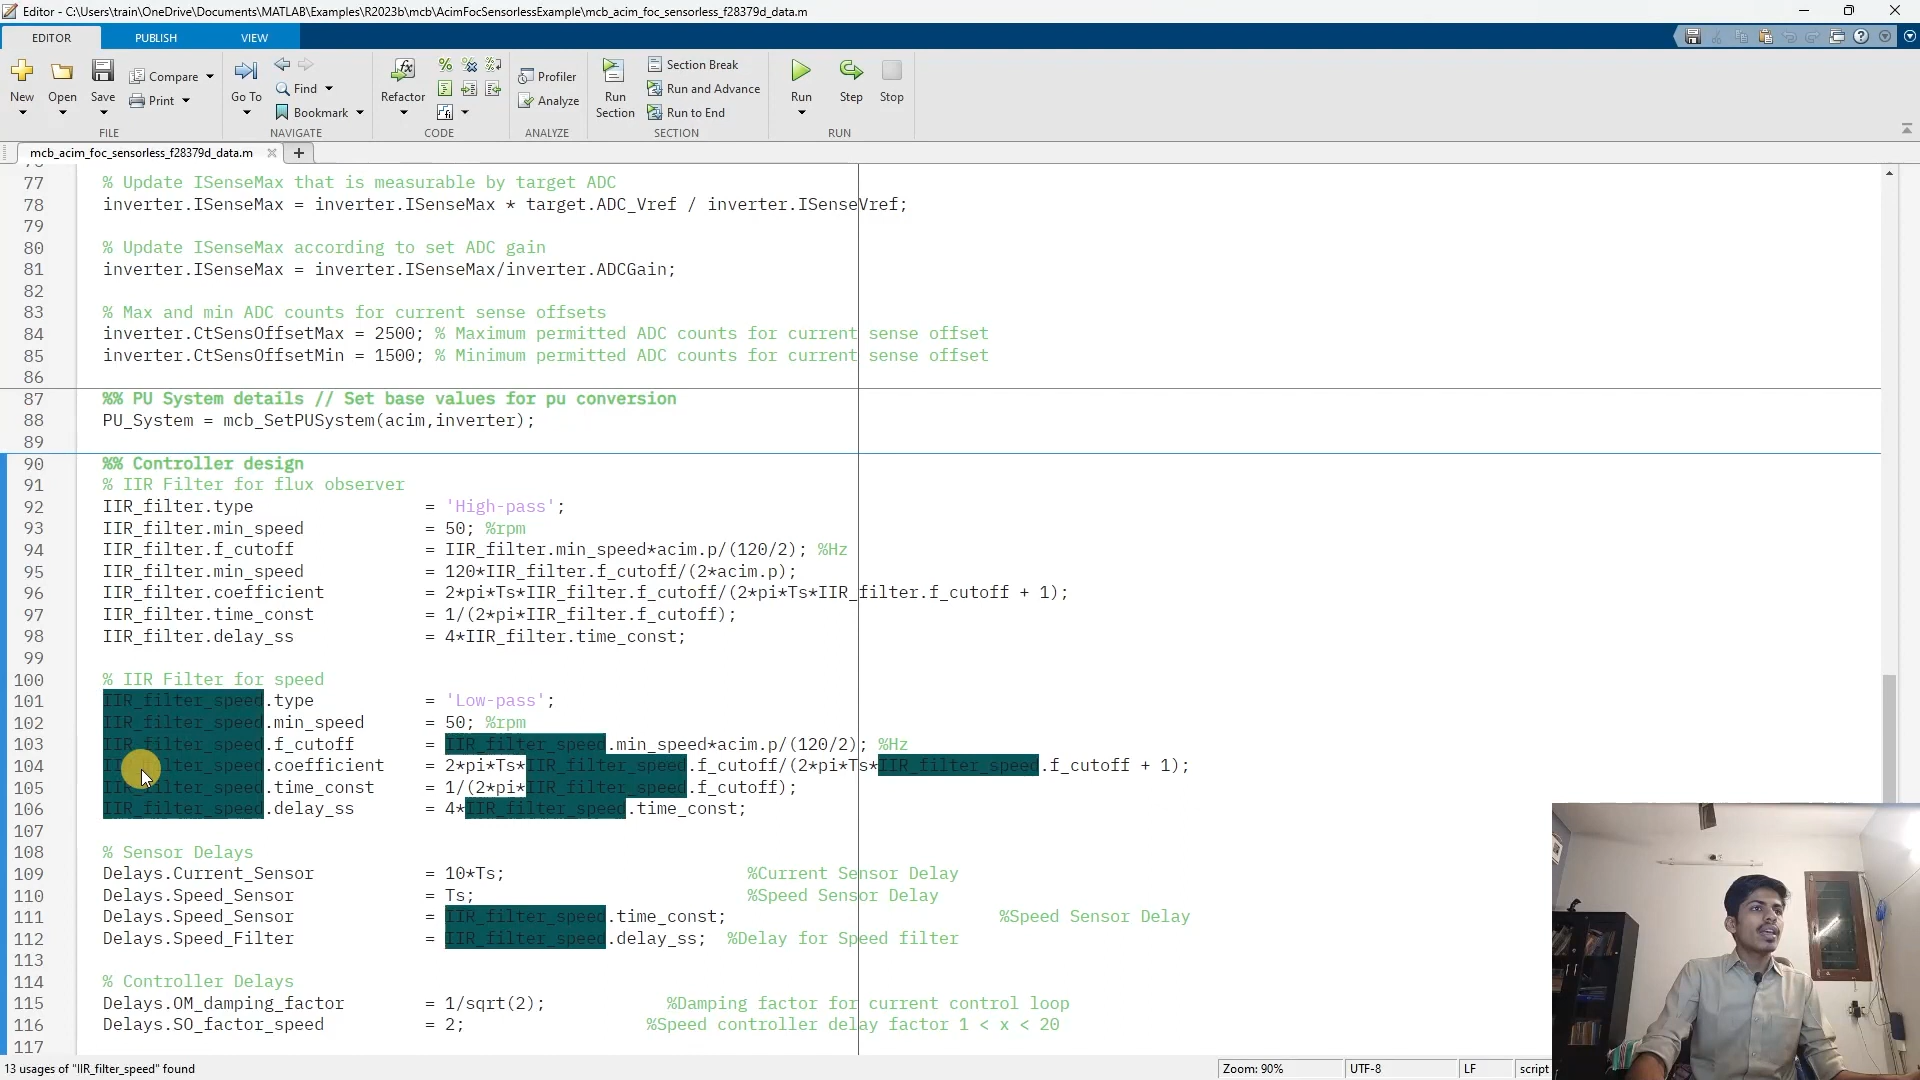 Editor - C:\Users\train\OneDrive\Documents\MATLAB\Examples\R2023b\mcb\AcimFocSensorlessExample\mcb_acim_foc_sensorless_f28379d_data.m
EDITOR PUBLISH VIEW
New Open Save Compare Print
Go To Find Bookmark
Refactor
Profiler Analyze
Run Section
Section Break
Run and Advance
Run to End
Run Step Stop
FILE NAVIGATE CODE ANALYZE SECTION RUN
mcb_acim_foc_sensorless_f28379d_data.m
77 % Update ISenseMax that is measurable by target ADC
78 inverter.ISenseMax = inverter.ISenseMax * target.ADC_Vref / inverter.ISenseVref;
79
80 % Update ISenseMax according to set ADC gain
81 inverter.ISenseMax = inverter.ISenseMax/inverter.ADCGain;
82
83 % Max and min ADC counts for current sense offsets
84 inverter.CtSensOffsetMax = 2500; % Maximum permitted ADC counts for current sense offset
85 inverter.CtSensOffsetMin = 1500; % Minimum permitted ADC counts for current sense offset
86
87 %% PU System details // Set base values for pu conversion
88 PU_System = mcb_SetPUSystem(acim,inverter);
89
90 %% Controller design
91 % IIR Filter for flux observer
92 IIR_filter.type = 'High-pass';
93 IIR_filter.min_speed = 50; %rpm
94 IIR_filter.f_cutoff = IIR_filter.min_speed*acim.p/(120/2); %Hz
95 IIR_filter.min_speed = 120*IIR_filter.f_cutoff/(2*acim.p);
96 IIR_filter.coefficient = 2*pi*Ts*IIR_filter.f_cutoff/(2*pi*Ts*IIR_filter.f_cutoff + 1);
97 IIR_filter.time_const = 1/(2*pi*IIR_filter.f_cutoff);
98 IIR_filter.delay_ss = 4*IIR_filter.time_const;
99
100 % IIR Filter for speed
101 IIR_filter_speed.type = 'Low-pass';
102 IIR_filter_speed.min_speed = 50; %rpm
103 IIR_filter_speed.f_cutoff = IIR_filter_speed.min_speed*acim.p/(120/2); %Hz
104 IIR_filter_speed.coefficient = 2*pi*Ts*IIR_filter_speed.f_cutoff/(2*pi*Ts*IIR_filter_speed.f_cutoff + 1);
105 IIR_filter_speed.time_const = 1/(2*pi*IIR_filter_speed.f_cutoff);
106 IIR_filter_speed.delay_ss = 4*IIR_filter_speed.time_const;
107
108 % Sensor Delays
109 Delays.Current_Sensor = 10*Ts; %Current Sensor Delay
110 Delays.Speed_Sensor = Ts; %Speed Sensor Delay
111 Delays.Speed_Sensor = IIR_filter_speed.time_const; %Speed Sensor Delay
112 Delays.Speed_Filter = IIR_filter_speed.delay_ss; %Delay for Speed filter
113
114 % Controller Delays
115 Delays.OM_damping_factor = 1/sqrt(2); %Damping factor for current control loop
116 Delays.SO_factor_speed = 2; %Speed controller delay factor 1 < x < 20
117
13 usages of "IIR_filter_speed" found Zoom: 90% UTF-8 LF script